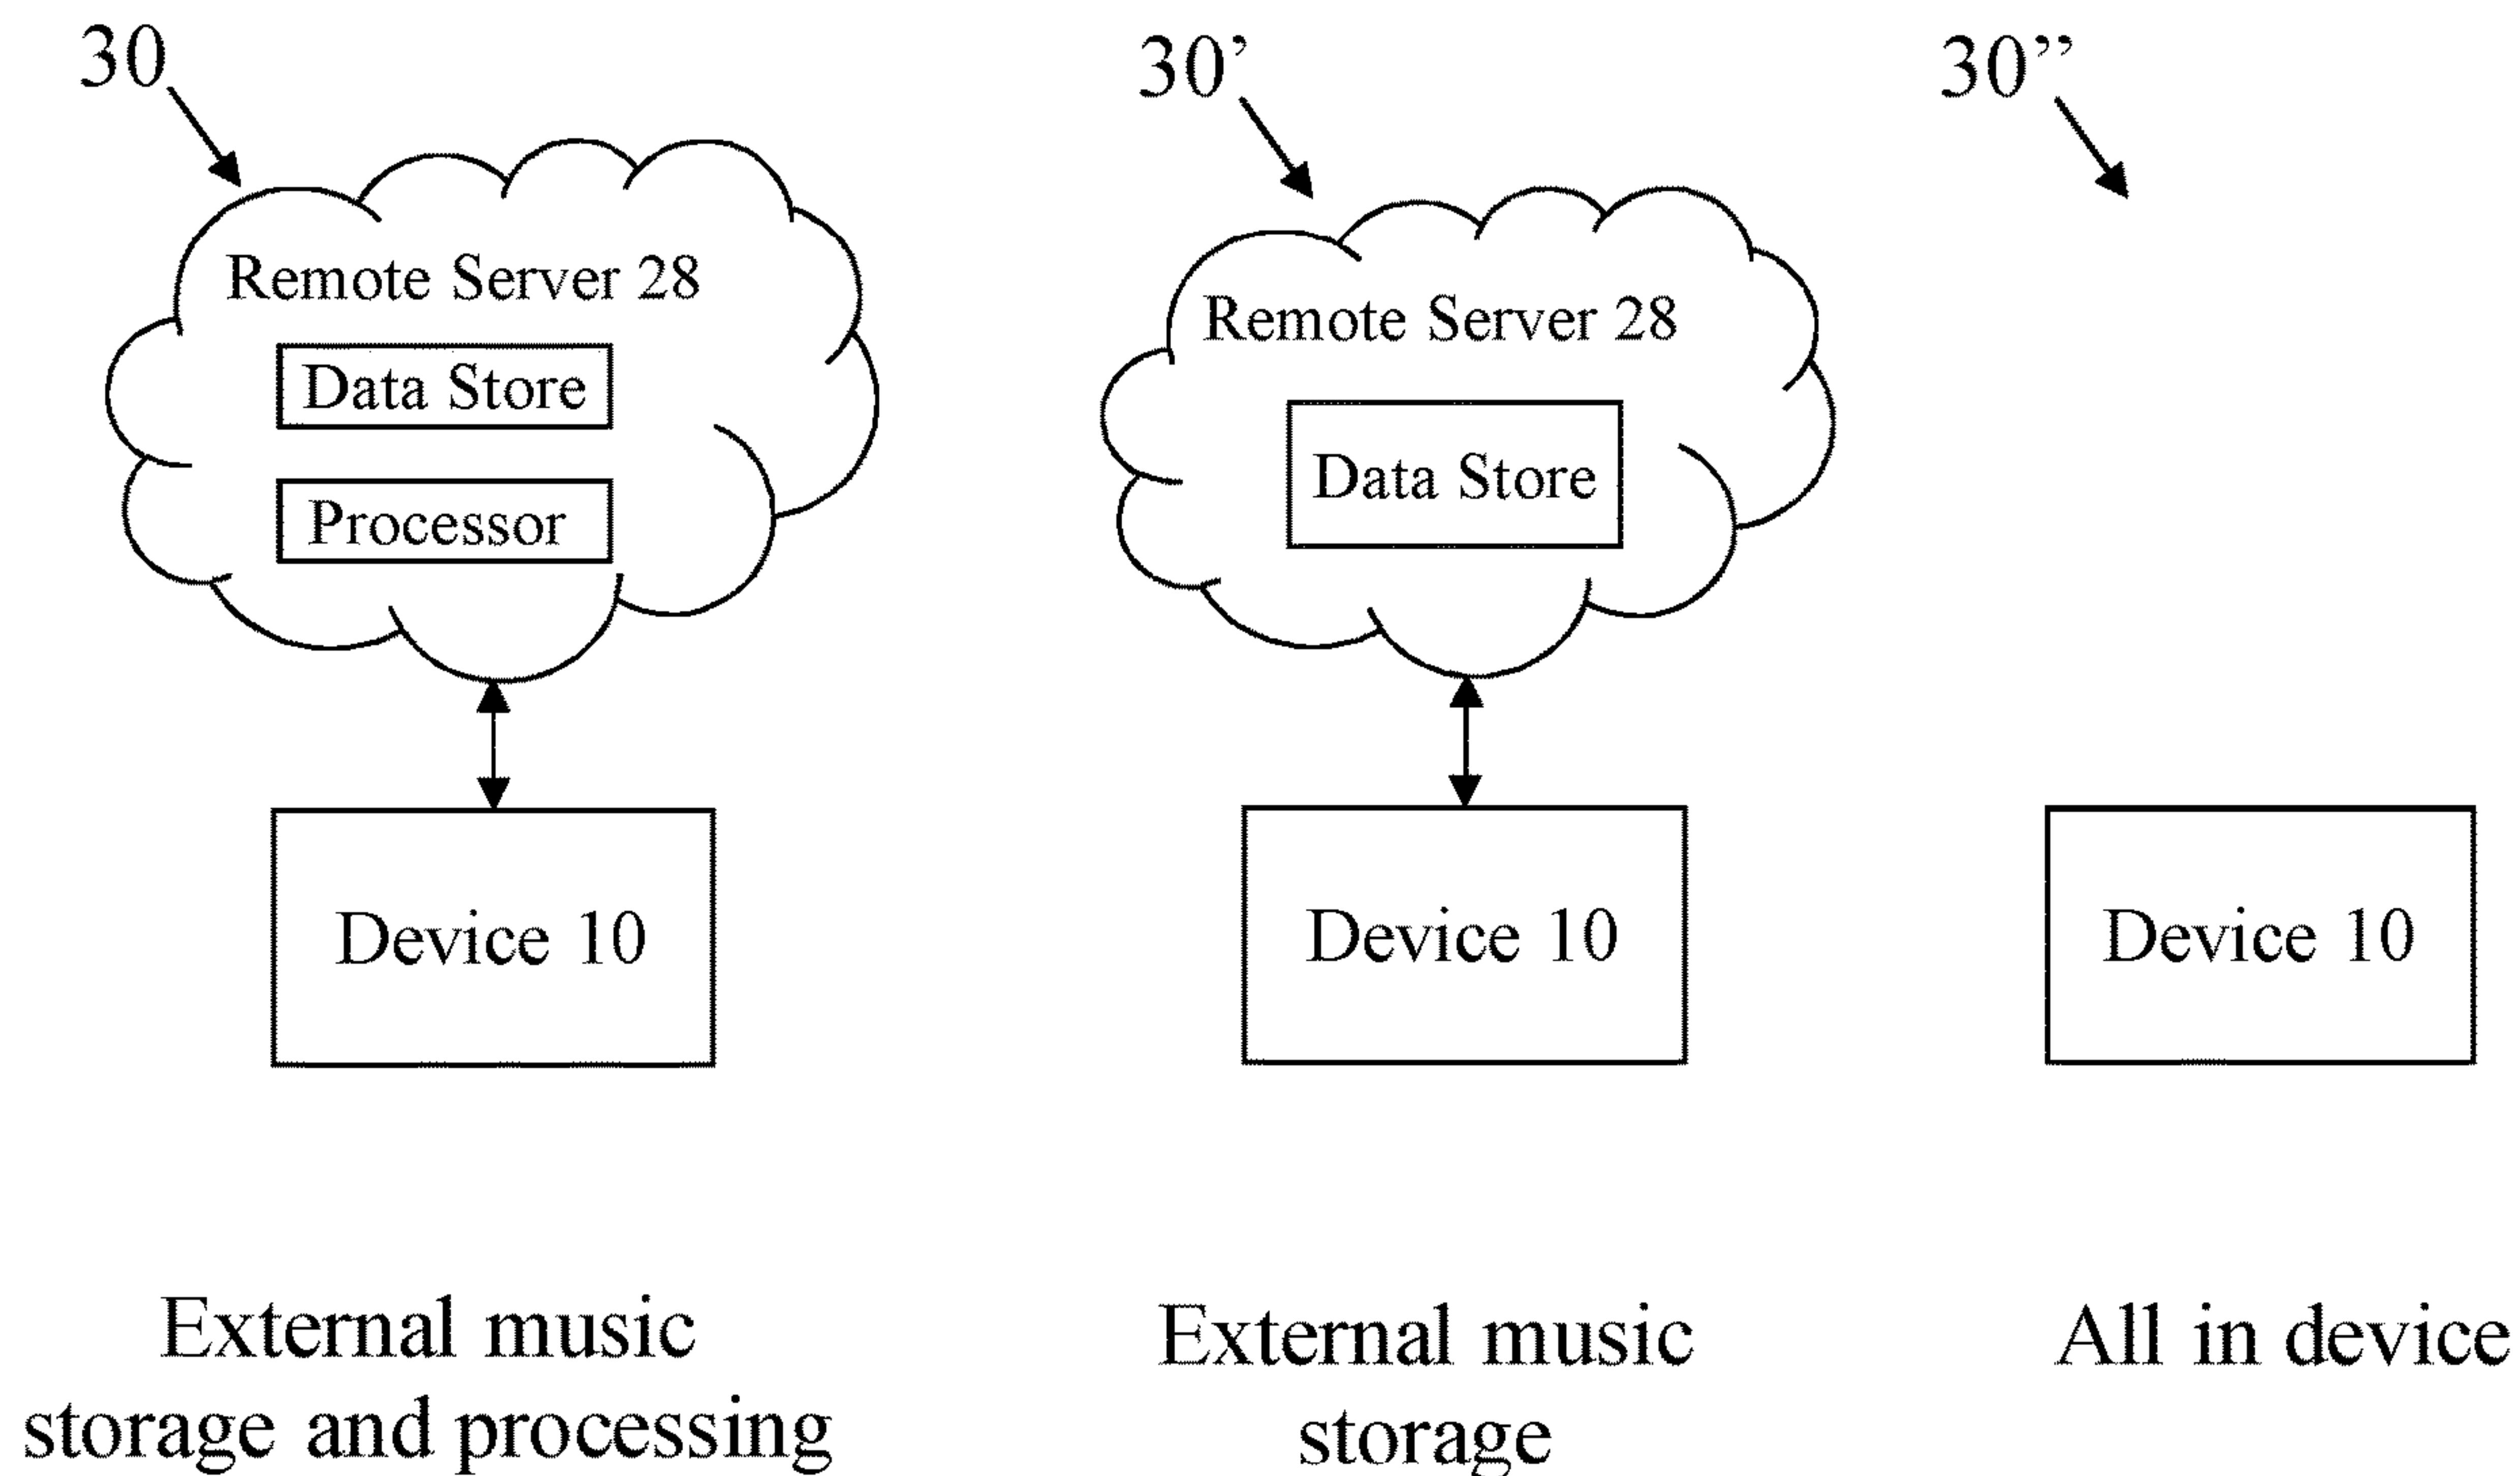 30
Remote Server 28
Data Store
Processor
Device 10
External music
storage and processing
30’
Remote Server 28
Data Store
Device 10
External music
storage
30’’
Device 10
All in device